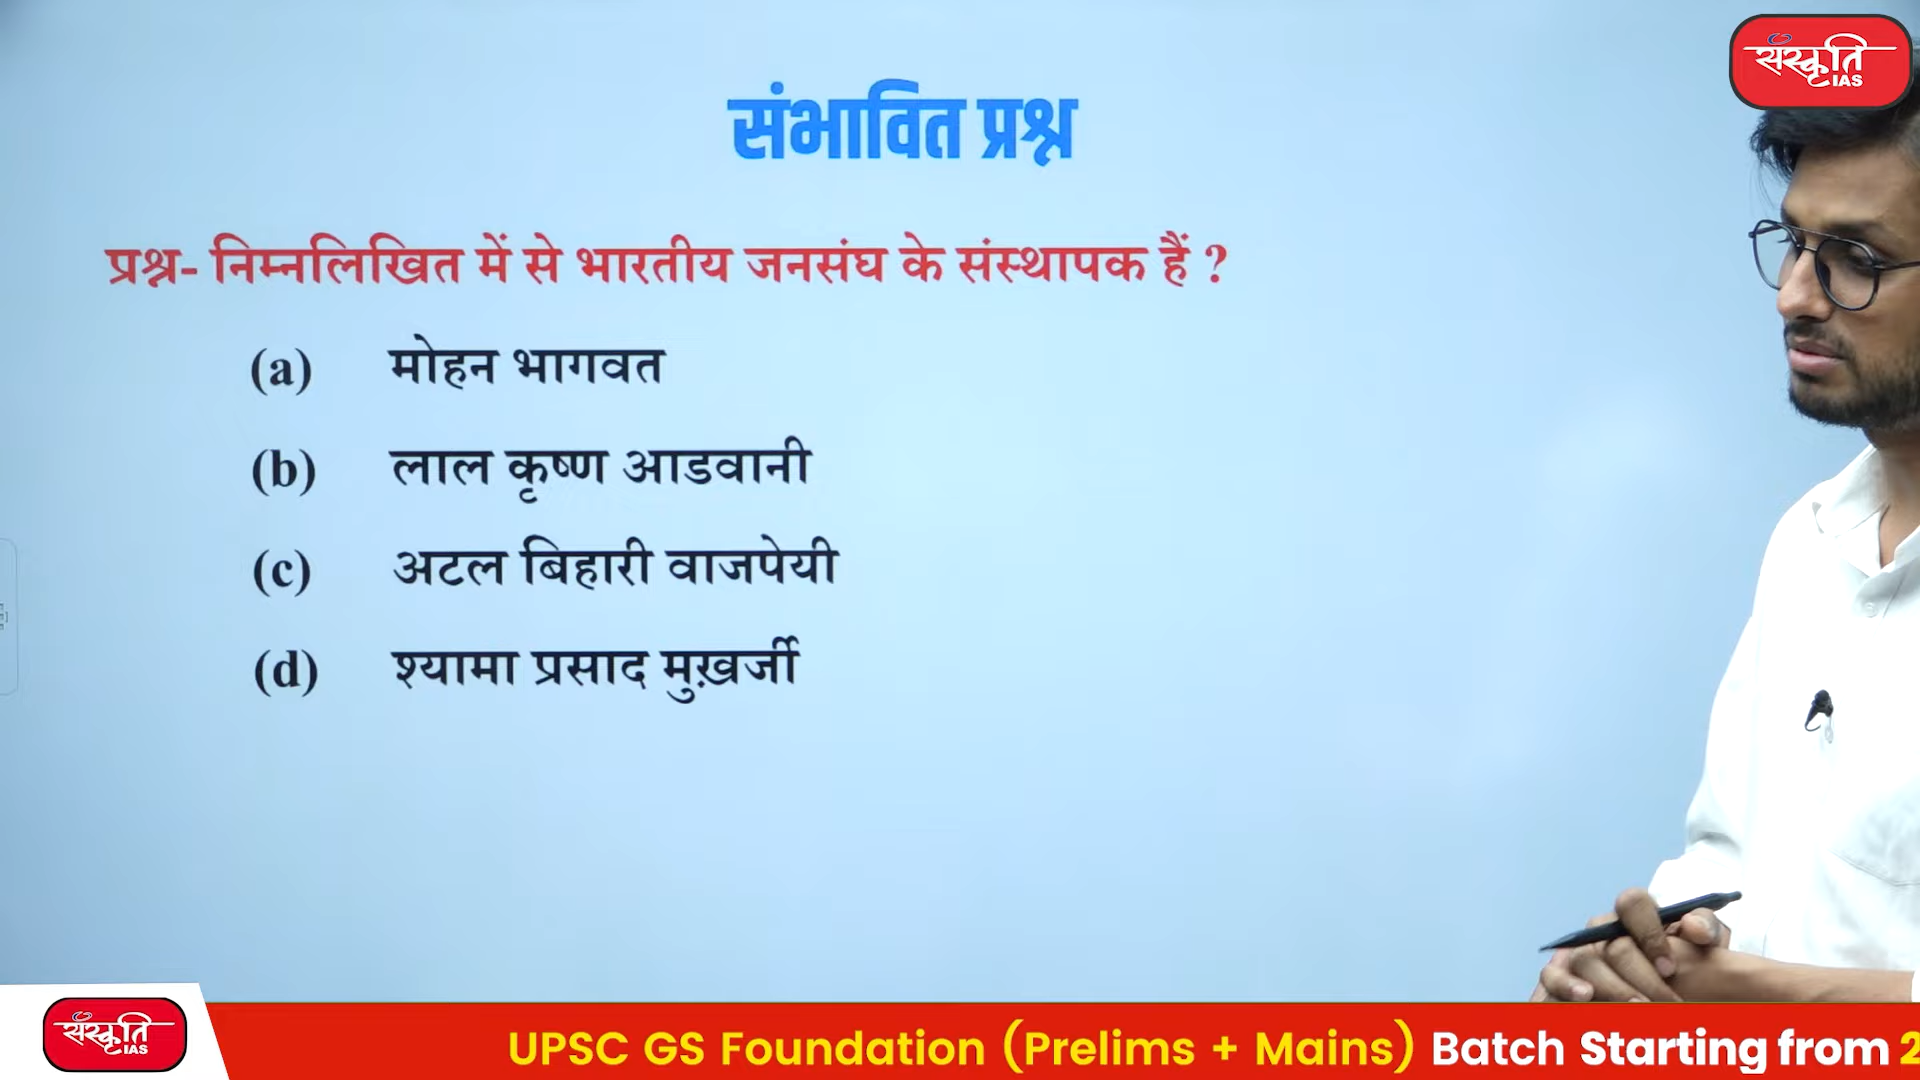 संस्कृति
IAS
संभावित प्रश्न
प्रश्न- निम्नलिखित में से भारतीय जनसंघ के संस्थापक हैं ?
(a) मोहन भागवत
(b) लाल कृष्ण आडवानी
(c) अटल बिहारी वाजपेयी
(d) श्यामा प्रसाद मुख़र्जी
संस्कृति
IAS
UPSC GS Foundation (Prelims + Mains) Batch Starting from 2